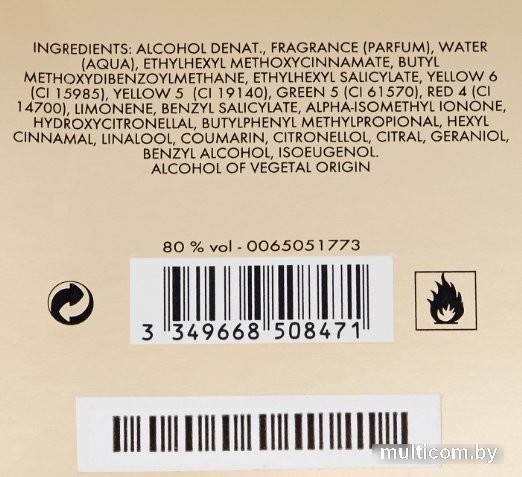 INGREDIENTS: ALCOHOL DENAT., FRAGRANCE (PARFUM), WATER
(AQUA), ETHYLHEXYL METHOXYCINNAMATE, BUTYL
METHOXYDIBENZOYLMETHANE, ETHYLHEXYL SALICYLATE, YELLOW 6
(CI 15985), YELLOW 5 (CI 19140), GREEN 5 (CI 61570), RED 4 (CI
14700), LIMONENE, BENZYL SALICYLATE, ALPHA-ISOMETHYL IONONE,
HYDROXYCITRONELLAL, BUTYLPHENYL METHYLPROPIONAL, HEXYL
CINNAMAL, LINALOOL, COUMARIN, CITRONELLOL, CITRAL, GERANIOL,
BENZYL ALCOHOL, ISOEUGENOL.
ALCOHOL OF VEGETAL ORIGIN
80 % vol - 0065051773
3 349668 508471
multicom.by